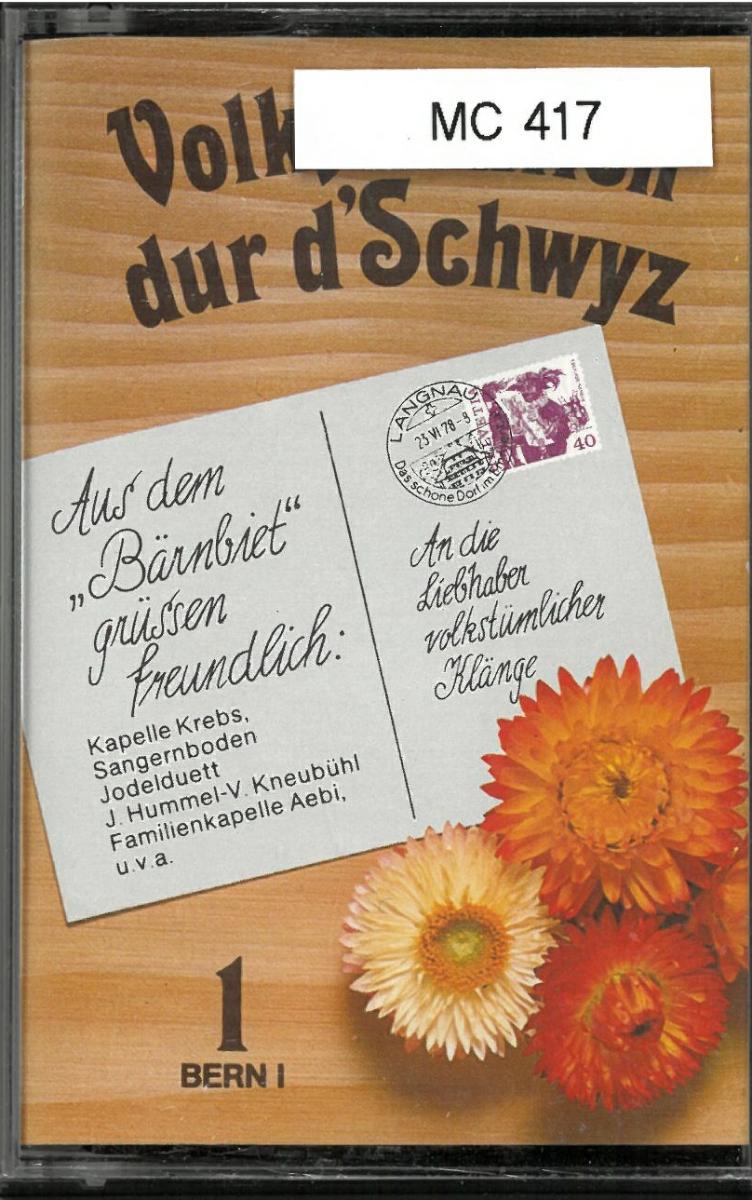 MC 417
Volk
dur d'Schwyz
LANGNAU
23 VI 78 - 9
Das schöne Dorf im
40
Aus dem
„Bärnbiet“
grüssen
freundlich:
Kapelle Krebs,
Sangernboden
Jodelduett
J. Hummel-V. Kneubühl
Familienkapelle Aebi,
u.v.a.
An die
Liebhaber
volkstümlicher
Klänge
1
BERN I